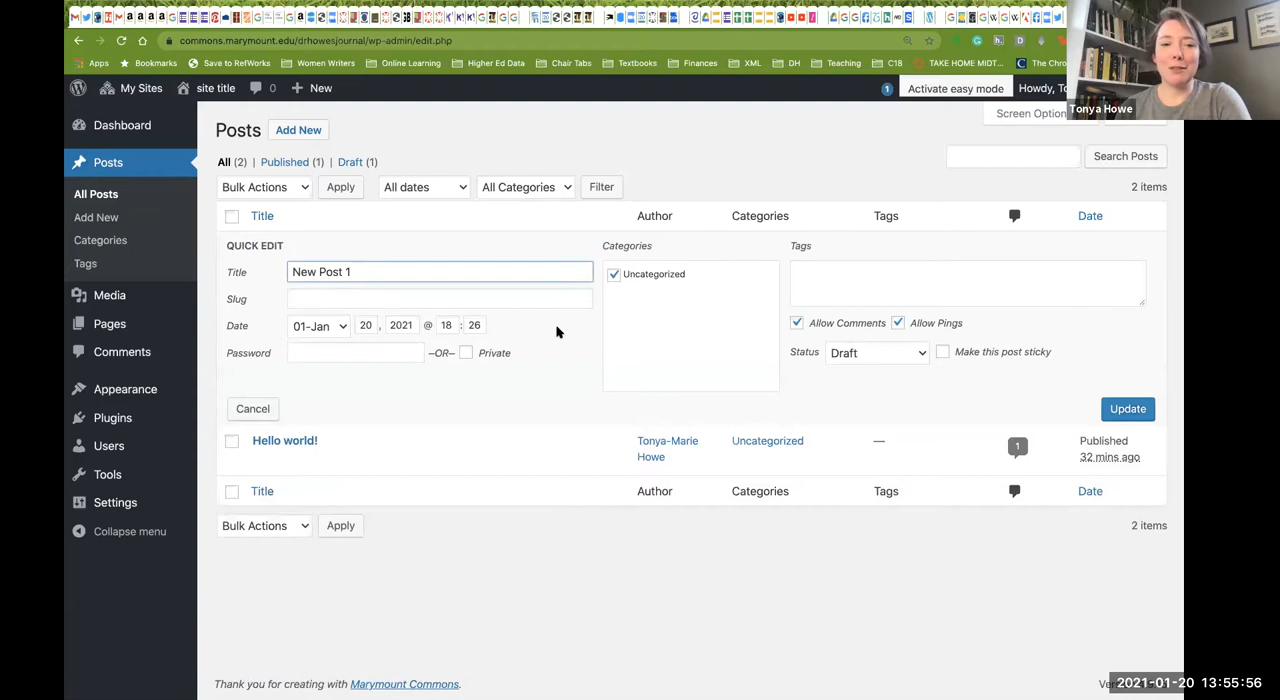 commons.marymount.edu/drhowesjournal/wp-admin/edit.php
Apps Bookmarks Save to RefWorks Women Writers Online Learning Higher Ed Data Chair Tabs Textbooks Finances XML DH Teaching C18 TAKE HOME MIDT... The Chro
My Sites site title 0 + New 1 Activate easy mode Howdy, To
Tonya Howe
Screen Option
Dashboard
Posts
All Posts
Add New
Categories
Tags
Media
Pages
Comments
Appearance
Plugins
Users
Tools
Settings
Collapse menu
Posts Add New
All (2) | Published (1) | Draft (1)
Search Posts
Bulk Actions Apply All dates All Categories Filter 2 items
Title Author Categories Tags Date
QUICK EDIT Categories Tags
Title New Post 1 Uncategorized
Slug
Date 01-Jan 20 , 2021 @ 18 : 26 Allow Comments Allow Pings
Password –OR– Private Status Draft Make this post sticky
Cancel Update
Hello world! Tonya-Marie Howe Uncategorized — 1 Published 32 mins ago
Title Author Categories Tags Date
Bulk Actions Apply 2 items
Thank you for creating with Marymount Commons.
2021-01-20 13:55:56